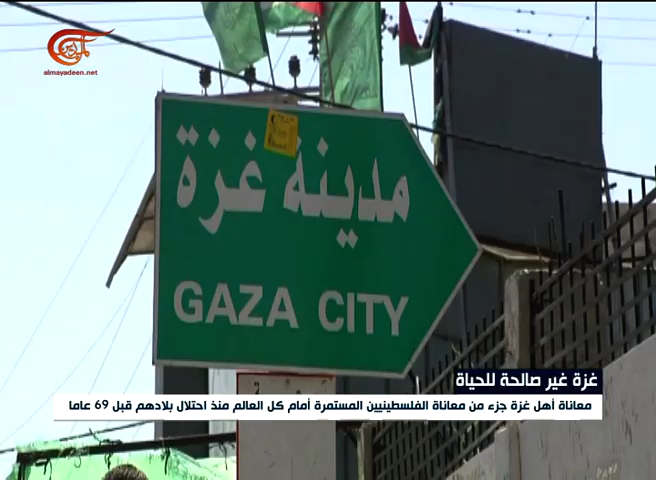 الميادين
almayadeen.net
مدينة غزة
GAZA CITY
غزة غير صالحة للحياة
معاناة أهل غزة جزء من معاناة الفلسطينيين المستمرة أمام كل العالم منذ احتلال بلادهم قبل 69 عاما